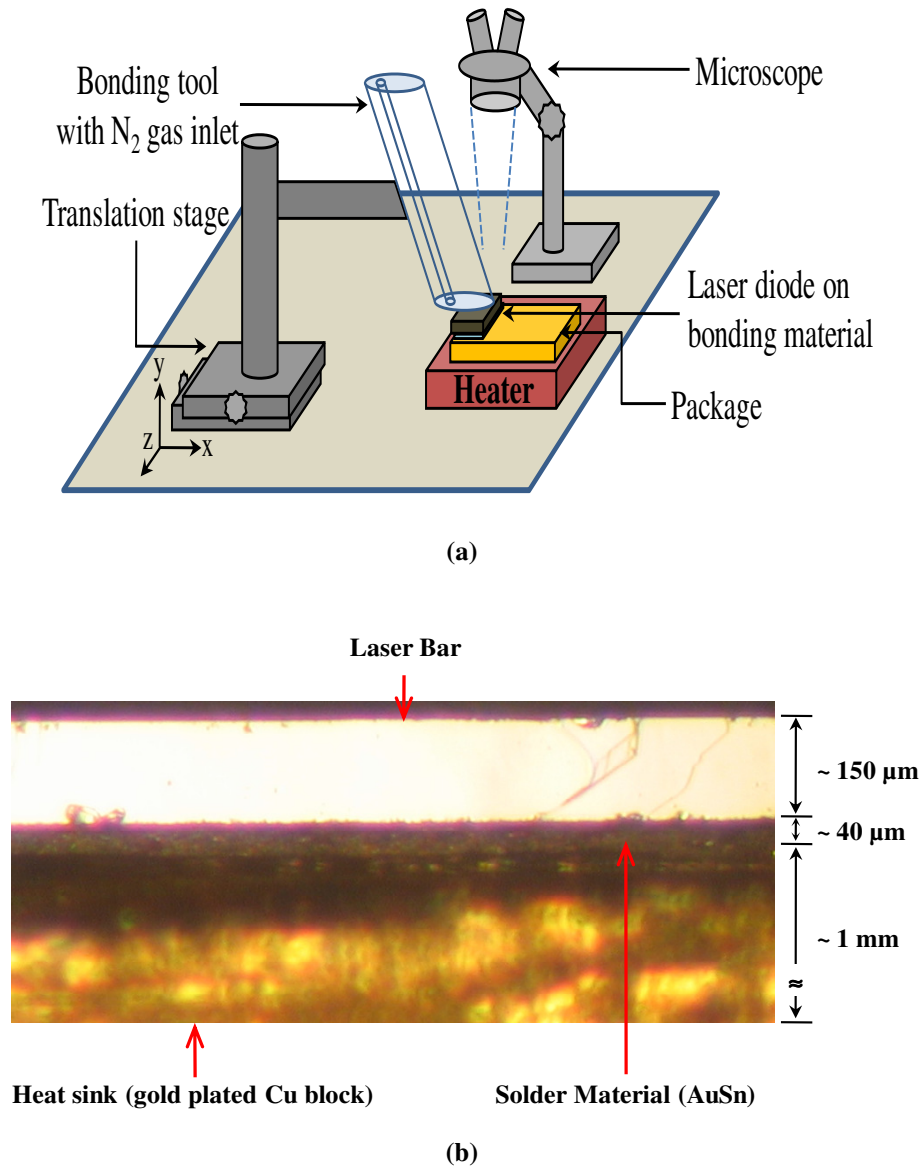 Microscope
Bonding tool
with N₂ gas inlet
Translation stage
Laser diode on
bonding material
Heater
Package
y
z
x
(a)
Laser Bar
~ 150 µm
~ 40 µm
~ 1 mm
≈
Heat sink (gold plated Cu block)
Solder Material (AuSn)
(b)